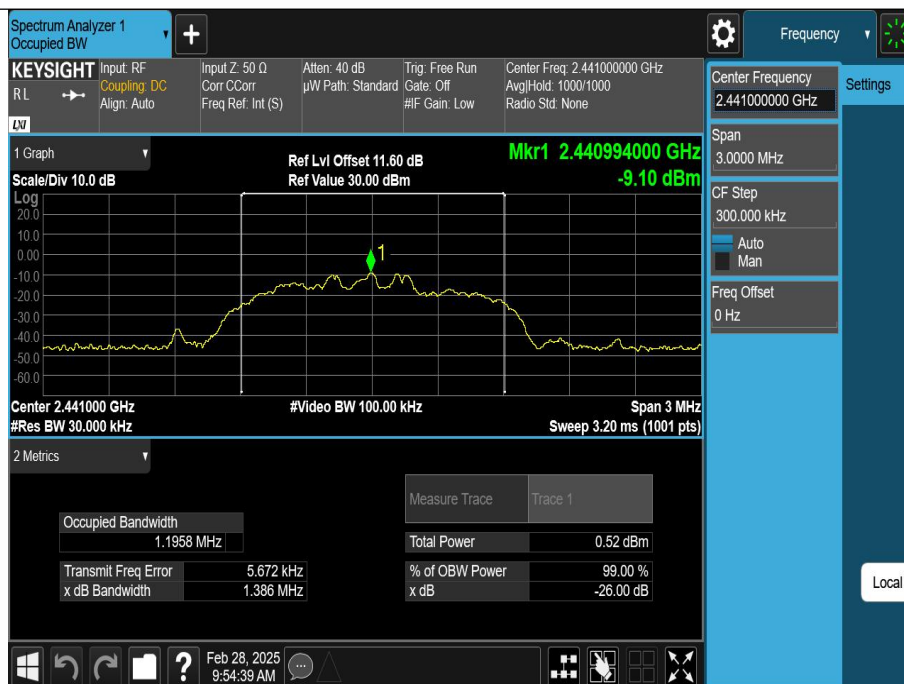 Spectrum Analyzer 1
Occupied BW
+
Frequency
KEYSIGHT
R L
LXI
Input: RF
Coupling: DC
Align: Auto
Input Z: 50 Ω
Corr CCorr
Freq Ref: Int (S)
Atten: 40 dB
µW Path: Standard
Trig: Free Run
Gate: Off
#IF Gain: Low
Center Freq: 2.441000000 GHz
Avg|Hold: 1000/1000
Radio Std: None
Center Frequency
2.441000000 GHz
Settings
Span
3.0000 MHz
CF Step
300.000 kHz
Auto
Man
Freq Offset
0 Hz
Local
1 Graph
Scale/Div 10.0 dB
Ref Lvl Offset 11.60 dB
Ref Value 30.00 dBm
Mkr1 2.440994000 GHz
-9.10 dBm
Log
20.0
10.0
0.00
-10.0
-20.0
-30.0
-40.0
-50.0
-60.0
1
Center 2.441000 GHz
#Res BW 30.000 kHz
#Video BW 100.00 kHz
Span 3 MHz
Sweep 3.20 ms (1001 pts)
2 Metrics
Measure Trace Trace 1
Occupied Bandwidth
1.1958 MHz
Total Power 0.52 dBm
Transmit Freq Error 5.672 kHz
% of OBW Power 99.00 %
x dB Bandwidth 1.386 MHz
x dB -26.00 dB
?
Feb 28, 2025
9:54:39 AM